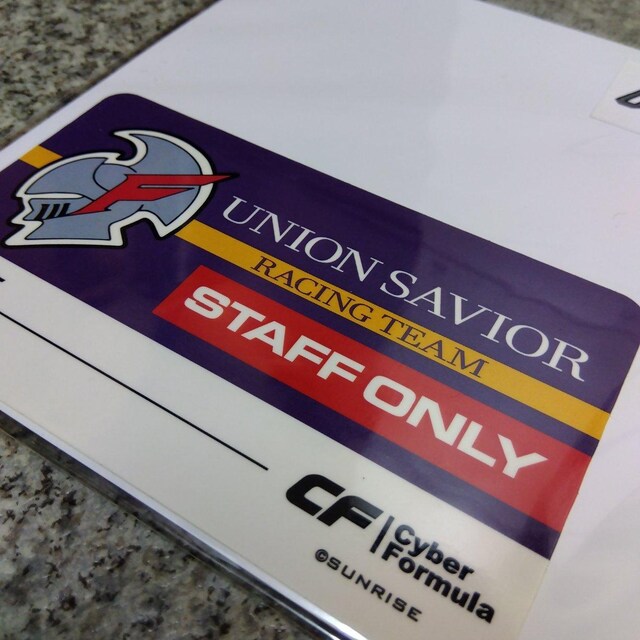 UNION SAVIOR
RACING TEAM
STAFF ONLY
CF
Cyber
Formula
©SUNRISE